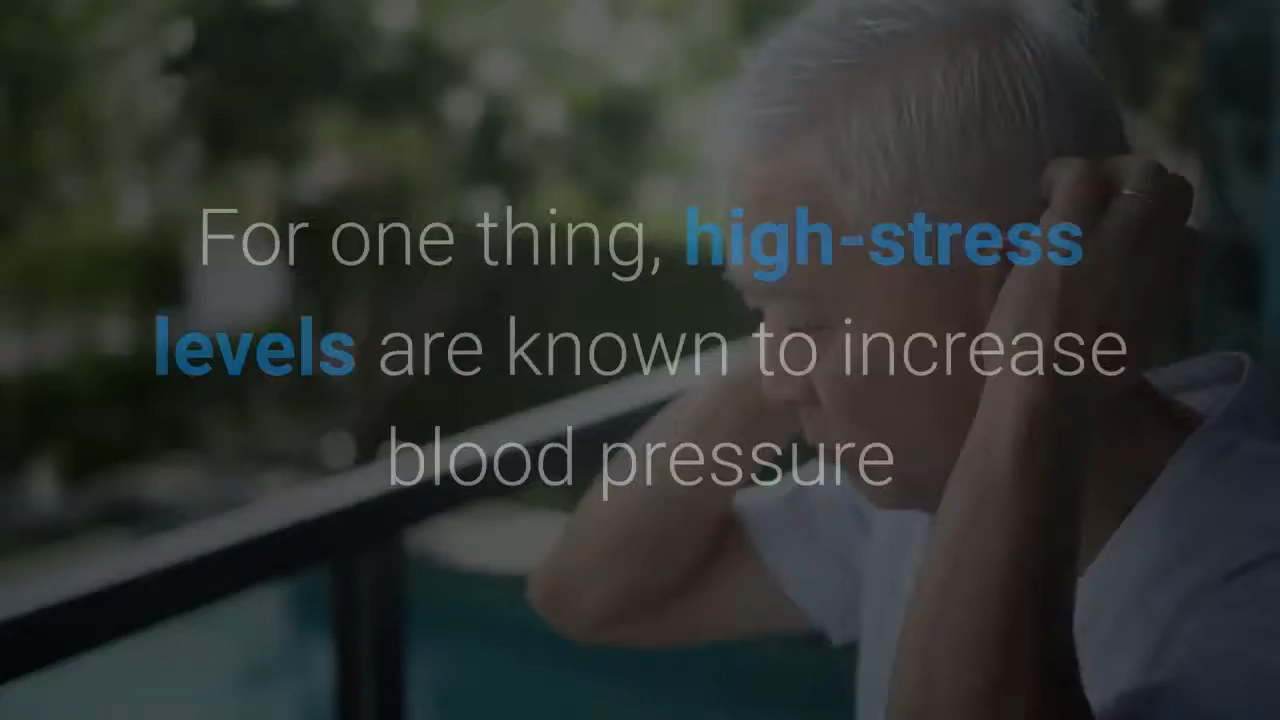 For one thing, high-stress
levels are known to increase
blood pressure